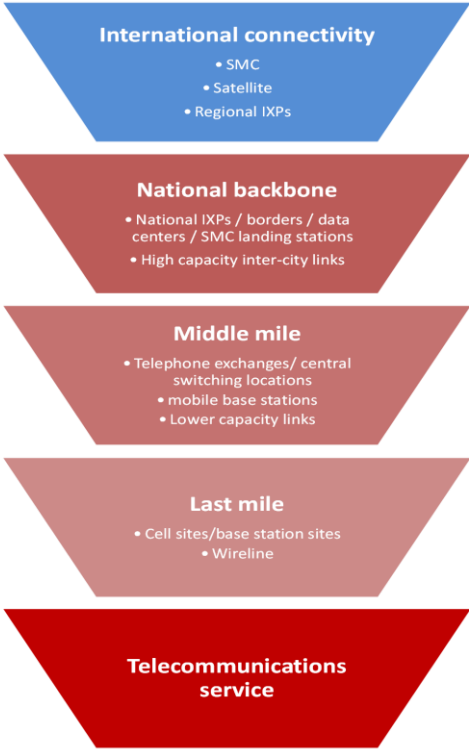 International connectivity
• SMC
• Satellite
• Regional IXPs
National backbone
• National IXPs / borders / data
centers / SMC landing stations
• High capacity inter-city links
Middle mile
• Telephone exchanges/ central
switching locations
• mobile base stations
• Lower capacity links
Last mile
• Cell sites/base station sites
• Wireline
Telecommunications
service